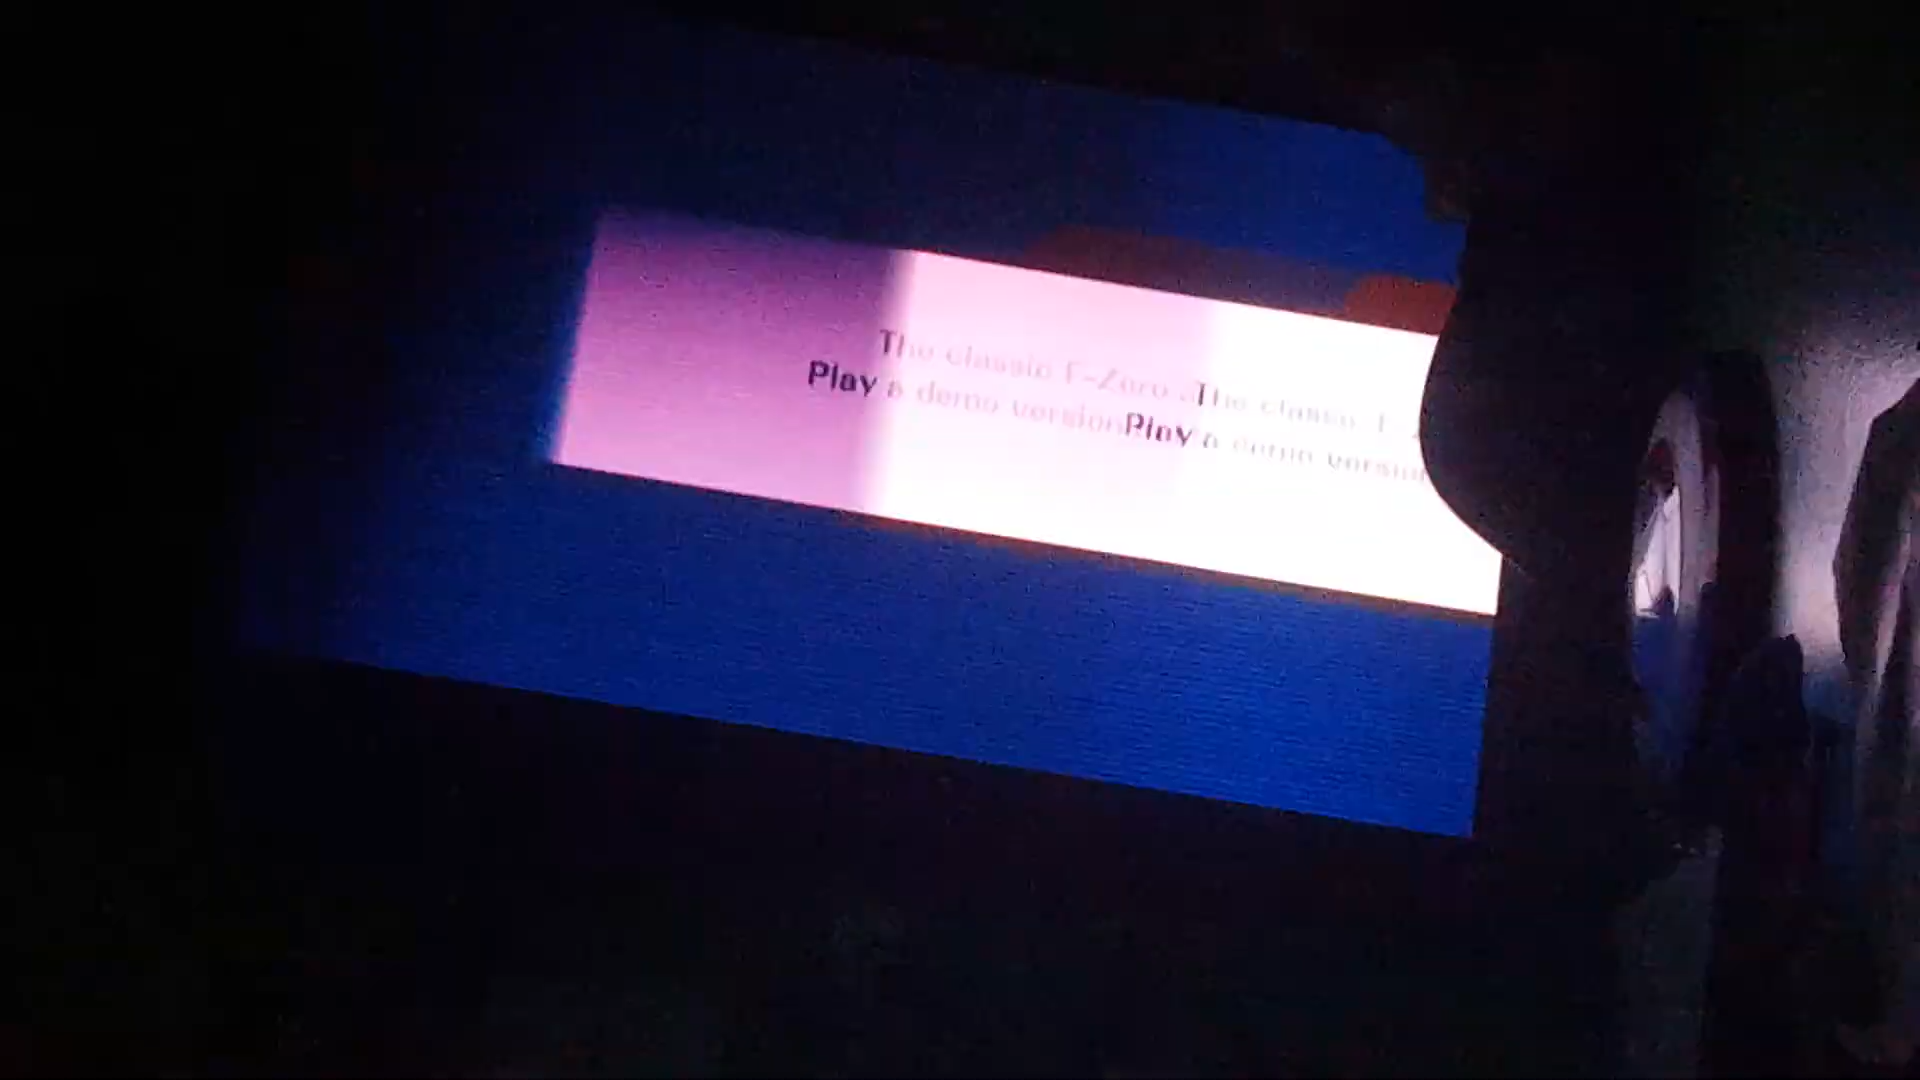 The classic F-Zero The classic F
Play a demo version Play a demo version